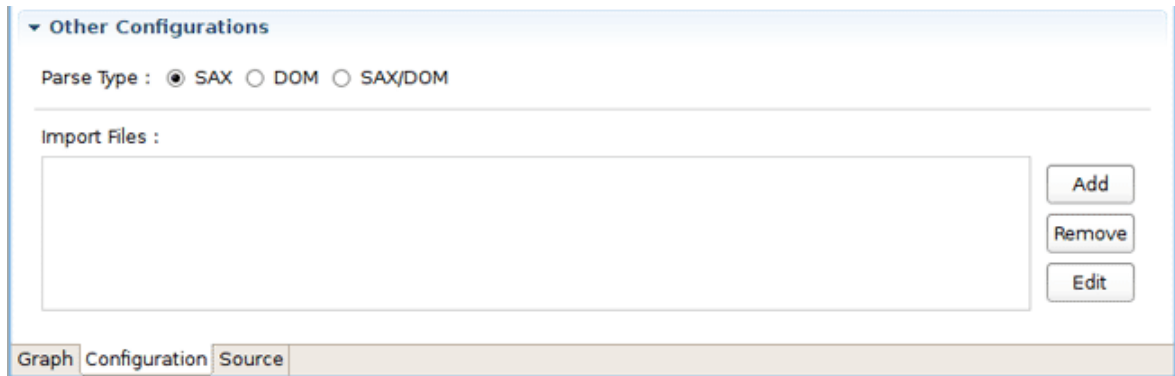 Other Configurations
Parse Type : SAX DOM SAX/DOM
Import Files :
Add
Remove
Edit
Graph Configuration Source